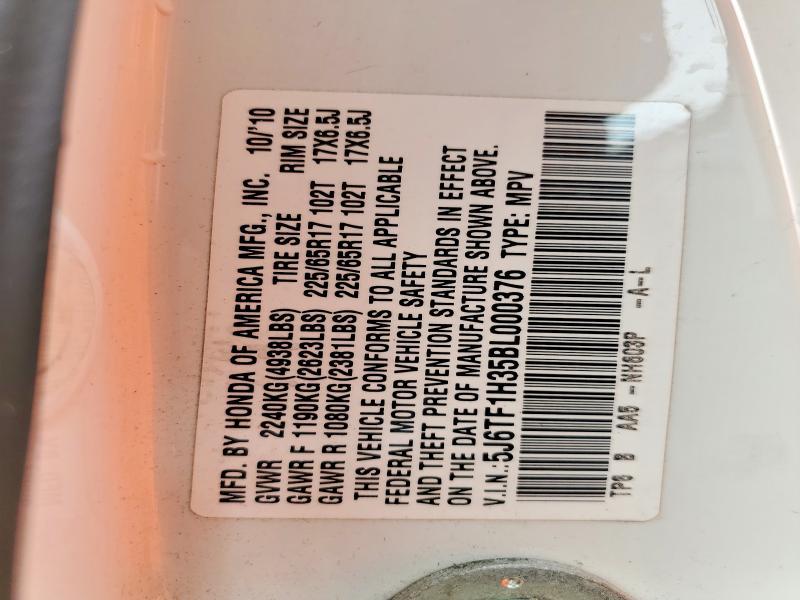 MFD. BY HONDA OF AMERICA MFG., INC. 10/'10
GVWR 2240KG(4938LBS) TIRE SIZE RIM SIZE
GAWR F 1190KG(2623LBS) 225/65R17 102T 17X6.5J
GAWR R 1080KG(2381LBS) 225/65R17 102T 17X6.5J
THIS VEHICLE CONFORMS TO ALL APPLICABLE
FEDERAL MOTOR VEHICLE SAFETY
AND THEFT PREVENTION STANDARDS IN EFFECT
ON THE DATE OF MANUFACTURE SHOWN ABOVE.
V.I.N.:5J6TF1H35BL000376 TYPE: MPV
TP6 B AA5 –NH603P –A–L